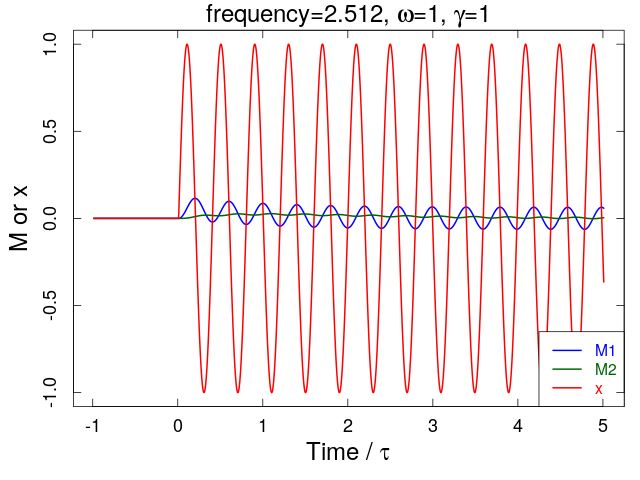 frequency=2.512, ω=1, γ=1
M or x
1.0
0.5
0.0
-0.5
-1.0
-1 0 1 2 3 4 5
Time / τ
M1
M2
x